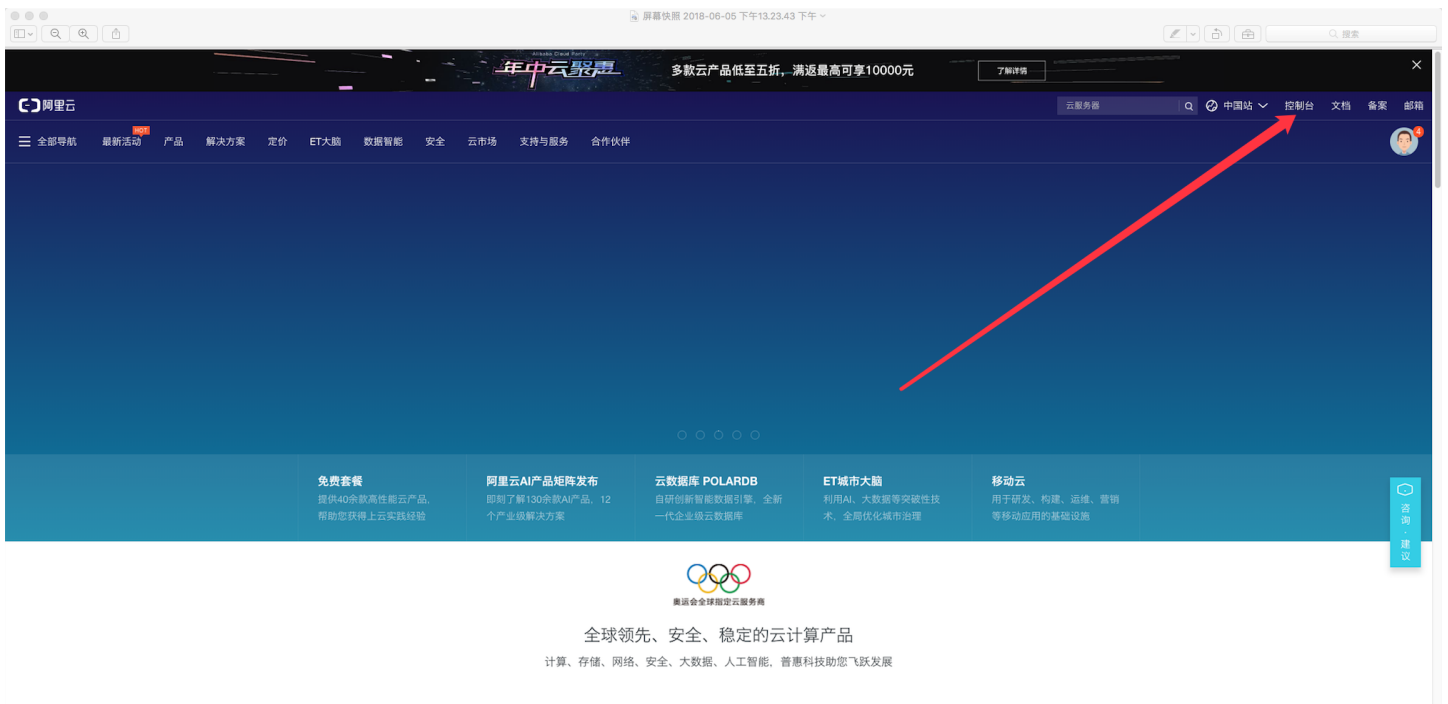 屏幕快照 2018-06-05 下午13.23.43 下午
搜索
Alibaba Cloud Party
年中云聚惠
多款云产品低至五折，满返最高可享10000元
了解详情
阿里云
云服务器
中国站
控制台
文档
备案
邮箱
全部导航
最新活动
HOT
产品
解决方案
定价
ET大脑
数据智能
安全
云市场
支持与服务
合作伙伴
4
免费套餐
提供40余款高性能云产品，
帮助您获得上云实践经验
阿里云AI产品矩阵发布
即刻了解130余款AI产品，12
个产业级解决方案
云数据库 POLARDB
自研创新智能数据引擎，全新
一代企业级云数据库
ET城市大脑
利用AI、大数据等突破性技
术，全局优化城市治理
移动云
用于研发、构建、运维、营销
等移动应用的基础设施
咨询·建议
奥运会全球指定云服务商
全球领先、安全、稳定的云计算产品
计算、存储、网络、安全、大数据、人工智能，普惠科技助您飞跃发展